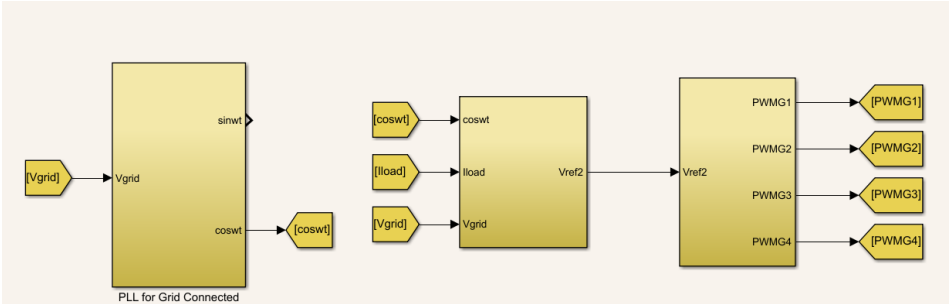 [Vgrid]
Vgrid
sinwt
coswt
[coswt]
PLL for Grid Connected
[coswt]
[Iload]
[Vgrid]
coswt
Iload
Vgrid
Vref2
Vref2
PWMG1
PWMG2
PWMG3
PWMG4
[PWMG1]
[PWMG2]
[PWMG3]
[PWMG4]